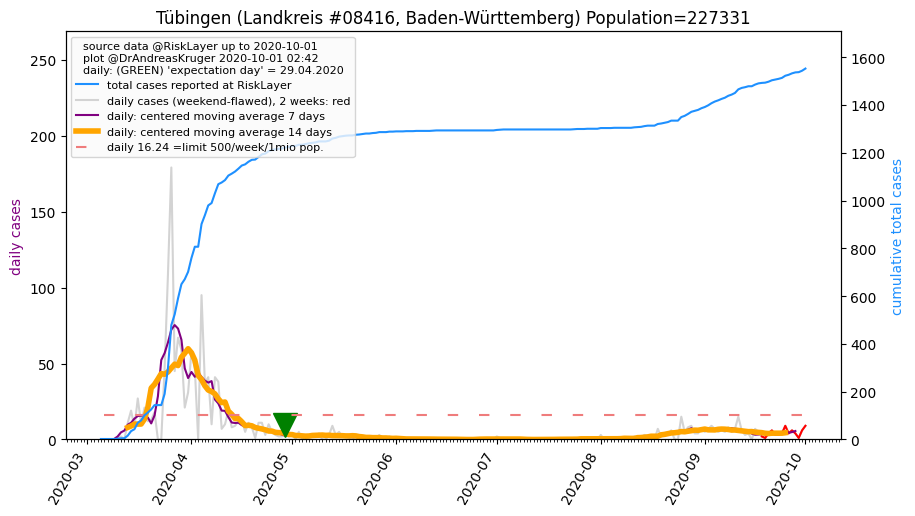 Tübingen (Landkreis #08416, Baden-Württemberg) Population=227331
source data @RiskLayer up to 2020-10-01
plot @DrAndreasKruger 2020-10-01 02:42
daily: (GREEN) 'expectation day' = 29.04.2020
total cases reported at RiskLayer
daily cases (weekend-flawed), 2 weeks: red
daily: centered moving average 7 days
daily: centered moving average 14 days
daily 16.24 =limit 500/week/1mio pop.
daily cases
250
200
150
100
50
0
cumulative total cases
1600
1400
1200
1000
800
600
400
200
0
2020-03
2020-04
2020-05
2020-06
2020-07
2020-08
2020-09
2020-10